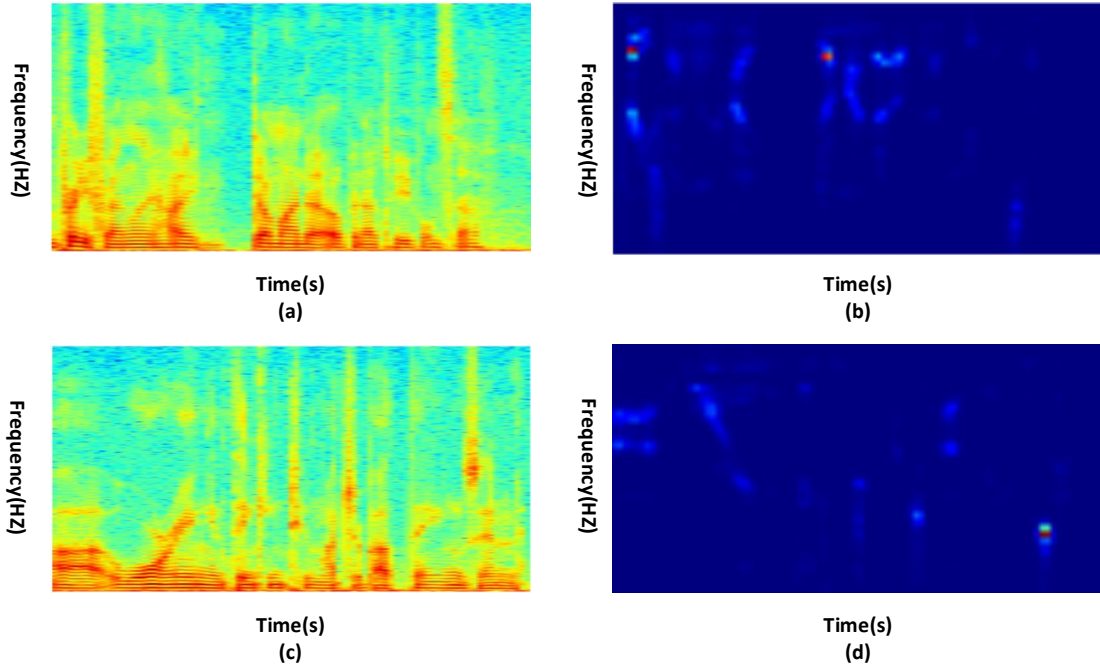 Frequency(HZ)
Time(s)
(a)
Frequency(HZ)
Time(s)
(b)
Frequency(HZ)
Time(s)
(c)
Frequency(HZ)
Time(s)
(d)